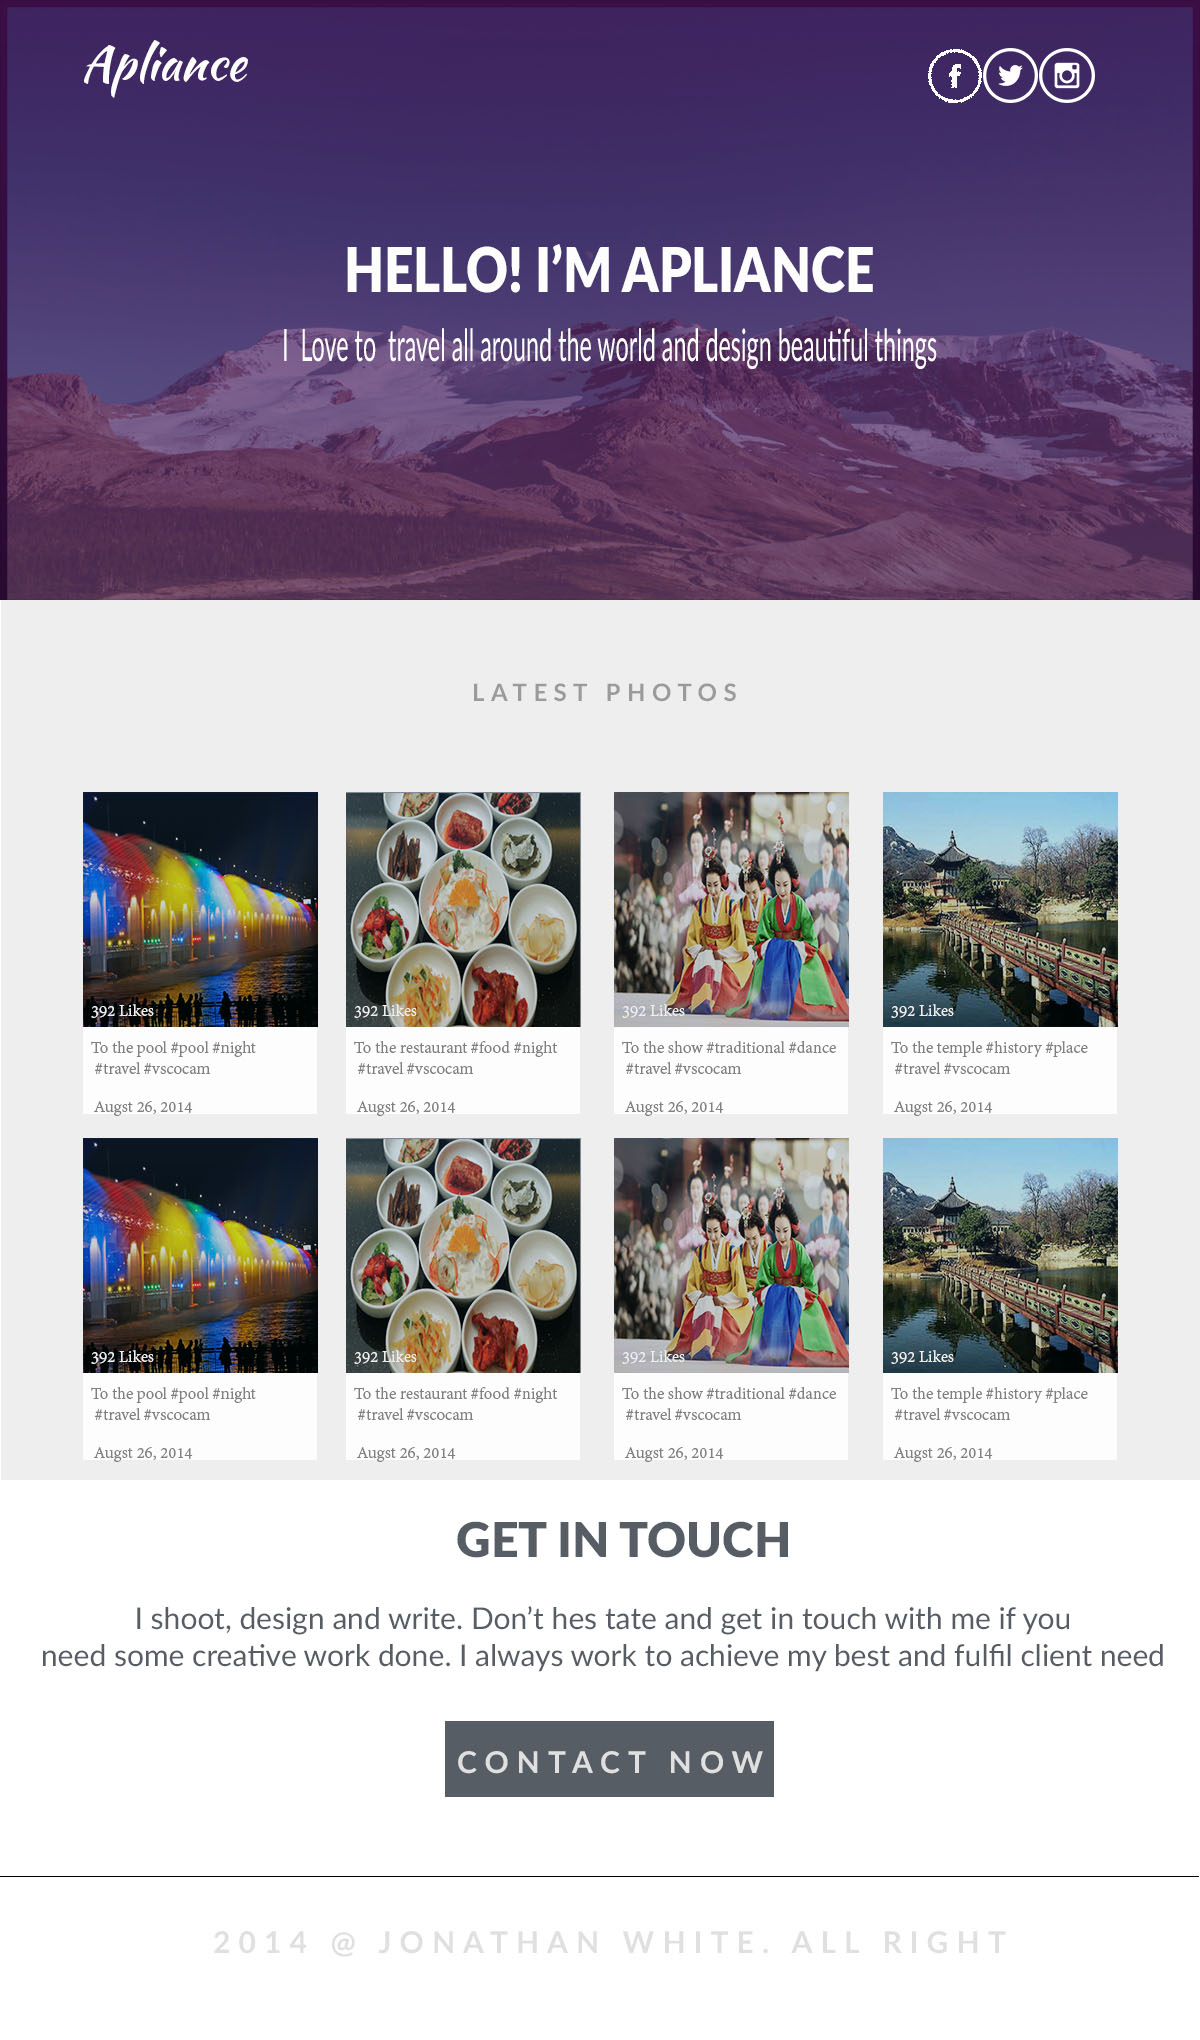 Apliance
HELLO! I'M APLIANCE
I Love to travel all around the world and design beautiful things
LATEST PHOTOS
392 Likes
To the pool #pool #night
#travel #vscocam
Augst 26, 2014
392 Likes
To the restaurant #food #night
#travel #vscocam
Augst 26, 2014
392 Likes
To the show #traditional #dance
#travel #vscocam
Augst 26, 2014
392 Likes
To the temple #history #place
#travel #vscocam
Augst 26, 2014
392 Likes
To the pool #pool #night
#travel #vscocam
Augst 26, 2014
392 Likes
To the restaurant #food #night
#travel #vscocam
Augst 26, 2014
392 Likes
To the show #traditional #dance
#travel #vscocam
Augst 26, 2014
392 Likes
To the temple #history #place
#travel #vscocam
Augst 26, 2014
GET IN TOUCH
I shoot, design and write. Don't hes tate and get in touch with me if you
need some creative work done. I always work to achieve my best and fulfil client need
CONTACT NOW
2014 @ JONATHAN WHITE. ALL RIGHT